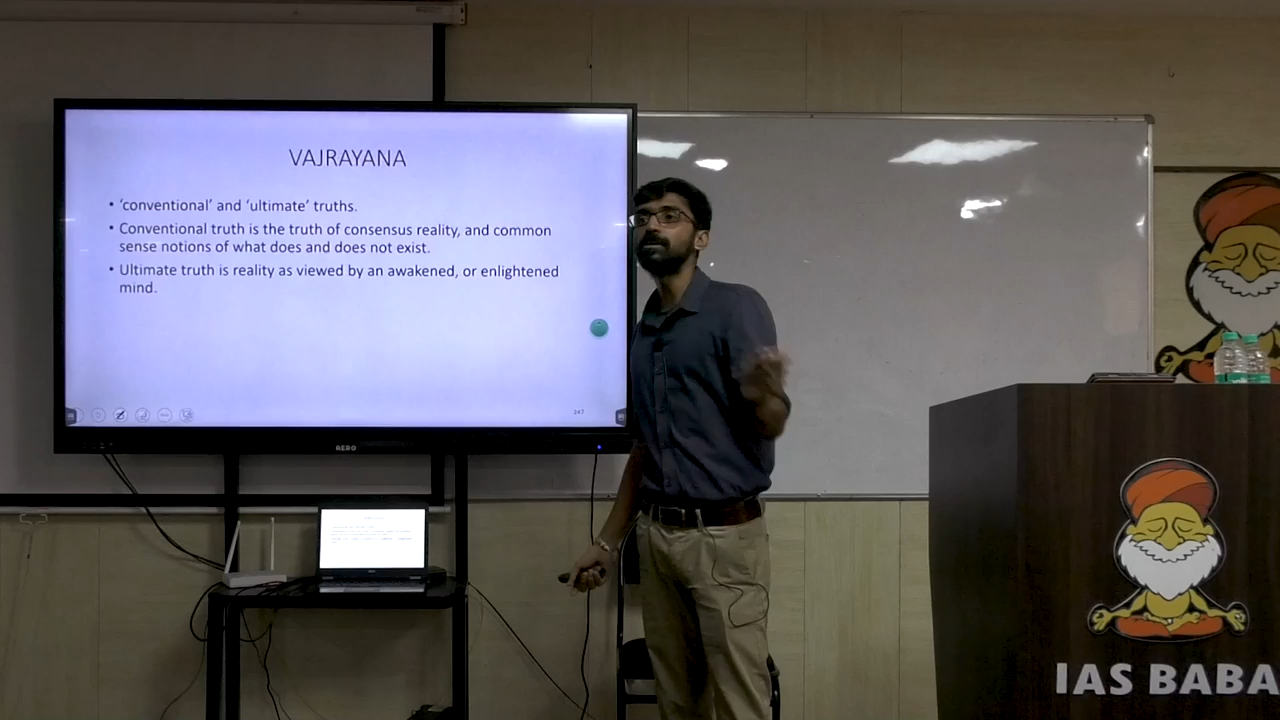 VAJRAYANA
• ‘conventional’ and ‘ultimate’ truths.
• Conventional truth is the truth of consensus reality, and common
sense notions of what does and does not exist.
• Ultimate truth is reality as viewed by an awakened, or enlightened
mind.
247
AERO
IAS BABA